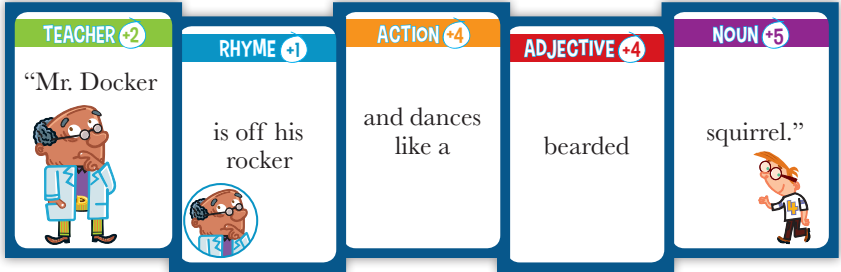 TEACHER +2
“Mr. Docker
RHYME +1
is off his
rocker
ACTION +4
and dances
like a
ADJECTIVE +4
bearded
NOUN +5
squirrel.”
4